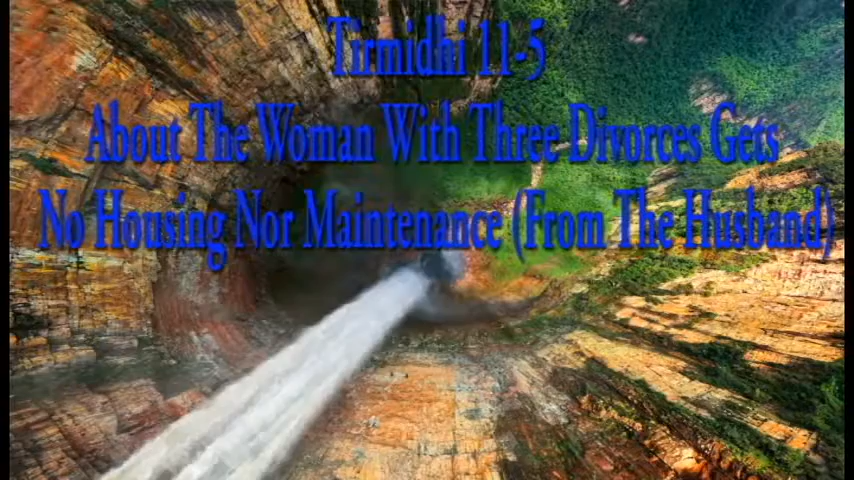 Tirmidhi 11-5
About The Woman With Three Divorces Gets
No Housing Nor Maintenance (From The Husband)